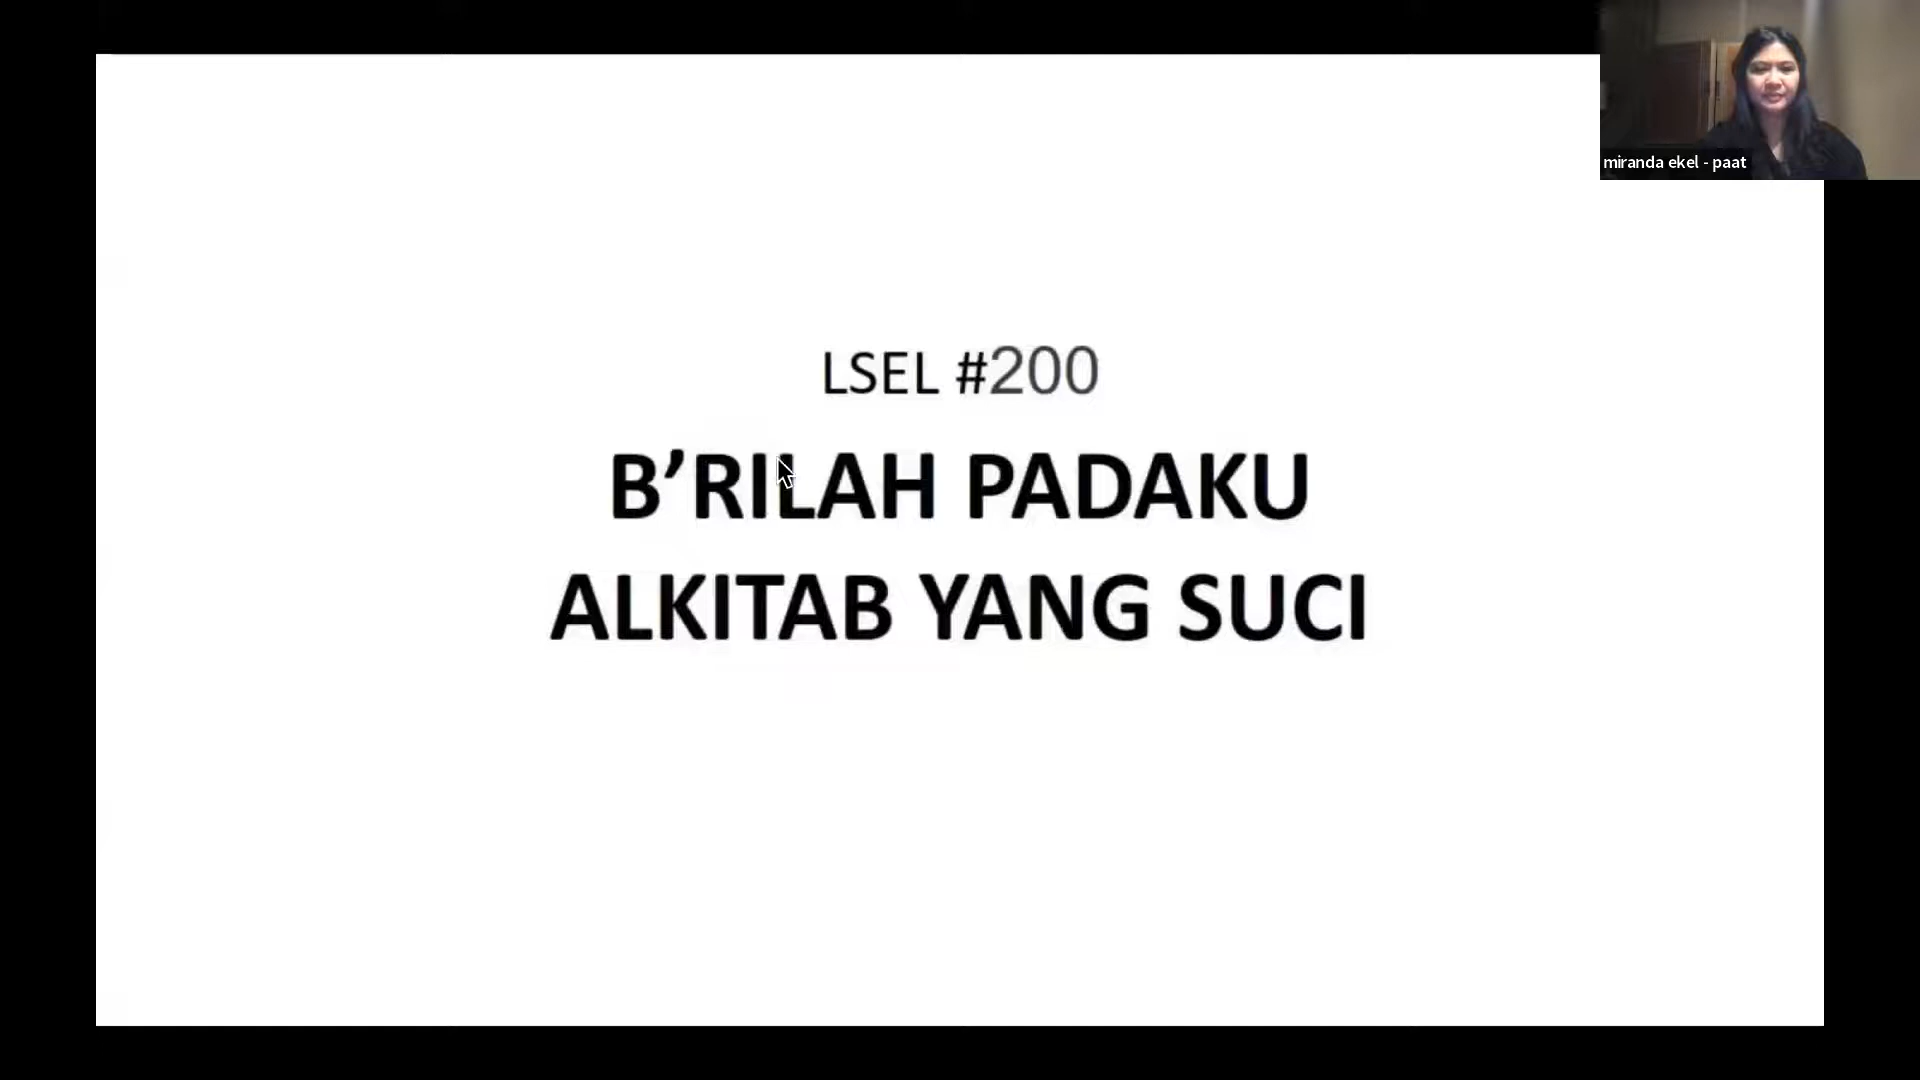 miranda ekel - paat
LSEL #200
B’RILAH PADAKU
ALKITAB YANG SUCI